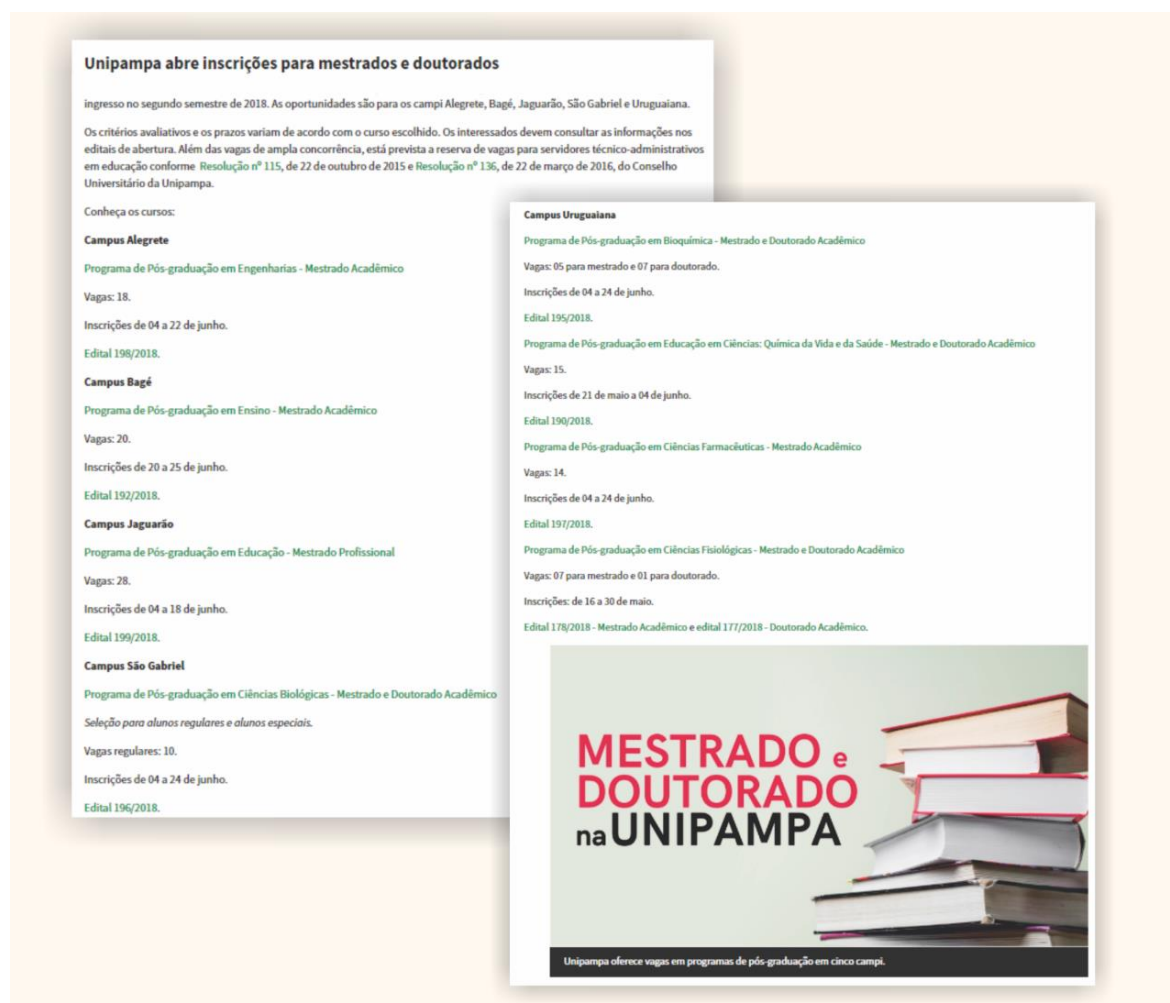 Unipampa abre inscrições para mestrados e doutorados
ingresso no segundo semestre de 2018. As oportunidades são para os campi Alegrete, Bagé, Jaguarão, São Gabriel e Uruguaiana.
Os critérios avaliativos e os prazos variam de acordo com o curso escolhido. Os interessados devem consultar as informações nos
editais de abertura. Além das vagas de ampla concorrência, está prevista a reserva de vagas para servidores técnico-administrativos
em educação conforme Resolução nº 115, de 22 de outubro de 2015 e Resolução nº 136, de 22 de março de 2016, do Conselho
Universitário da Unipampa.
Conheça os cursos:
Campus Alegrete
Programa de Pós-graduação em Engenharias - Mestrado Acadêmico
Vagas: 18.
Inscrições de 04 a 22 de junho.
Edital 198/2018.
Campus Bagé
Programa de Pós-graduação em Ensino - Mestrado Acadêmico
Vagas: 20.
Inscrições de 20 a 25 de junho.
Edital 192/2018.
Campus Jaguarão
Programa de Pós-graduação em Educação - Mestrado Profissional
Vagas: 28.
Inscrições de 04 a 18 de junho.
Edital 199/2018.
Campus São Gabriel
Programa de Pós-graduação em Ciências Biológicas - Mestrado e Doutorado Acadêmico
Seleção para alunos regulares e alunos especiais.
Vagas regulares: 10.
Inscrições de 04 a 24 de junho.
Edital 196/2018.
Campus Uruguaiana
Programa de Pós-graduação em Bioquímica - Mestrado e Doutorado Acadêmico
Vagas: 05 para mestrado e 07 para doutorado.
Inscrições de 04 a 24 de junho.
Edital 195/2018.
Programa de Pós-graduação em Educação em Ciências: Química da Vida e da Saúde - Mestrado e Doutorado Acadêmico
Vagas: 15.
Inscrições de 21 de maio a 04 de junho.
Edital 190/2018.
Programa de Pós-graduação em Ciências Farmacêuticas - Mestrado Acadêmico
Vagas: 14.
Inscrições de 04 a 24 de junho.
Edital 197/2018.
Programa de Pós-graduação em Ciências Fisiológicas - Mestrado e Doutorado Acadêmico
Vagas: 07 para mestrado e 01 para doutorado.
Inscrições: de 16 a 30 de maio.
Edital 178/2018 - Mestrado Acadêmico e edital 177/2018 - Doutorado Acadêmico.
MESTRADO e
DOUTORADO
na UNIPAMPA
Unipampa oferece vagas em programas de pós-graduação em cinco campi.